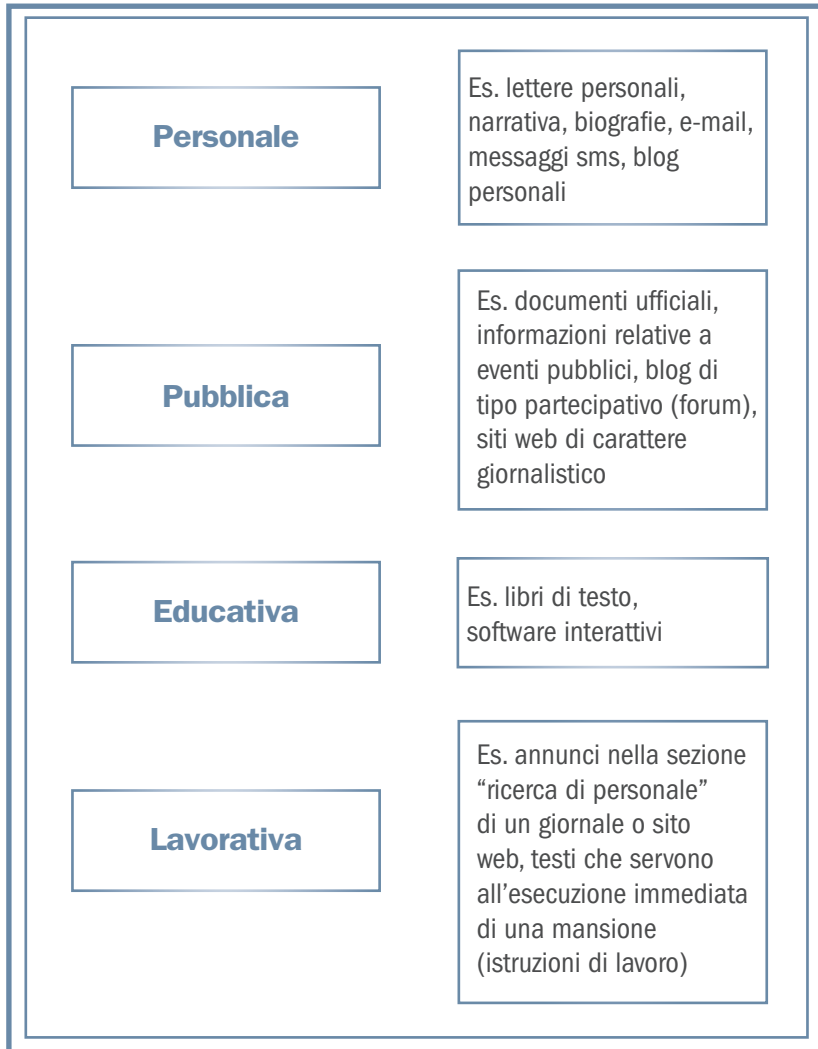 Personale
Es. lettere personali,
narrativa, biografie, e-mail,
messaggi sms, blog
personali
Pubblica
Es. documenti ufficiali,
informazioni relative a
eventi pubblici, blog di
tipo partecipativo (forum),
siti web di carattere
giornalistico
Educativa
Es. libri di testo,
software interattivi
Lavorativa
Es. annunci nella sezione
“ricerca di personale”
di un giornale o sito
web, testi che servono
all’esecuzione immediata
di una mansione
(istruzioni di lavoro)